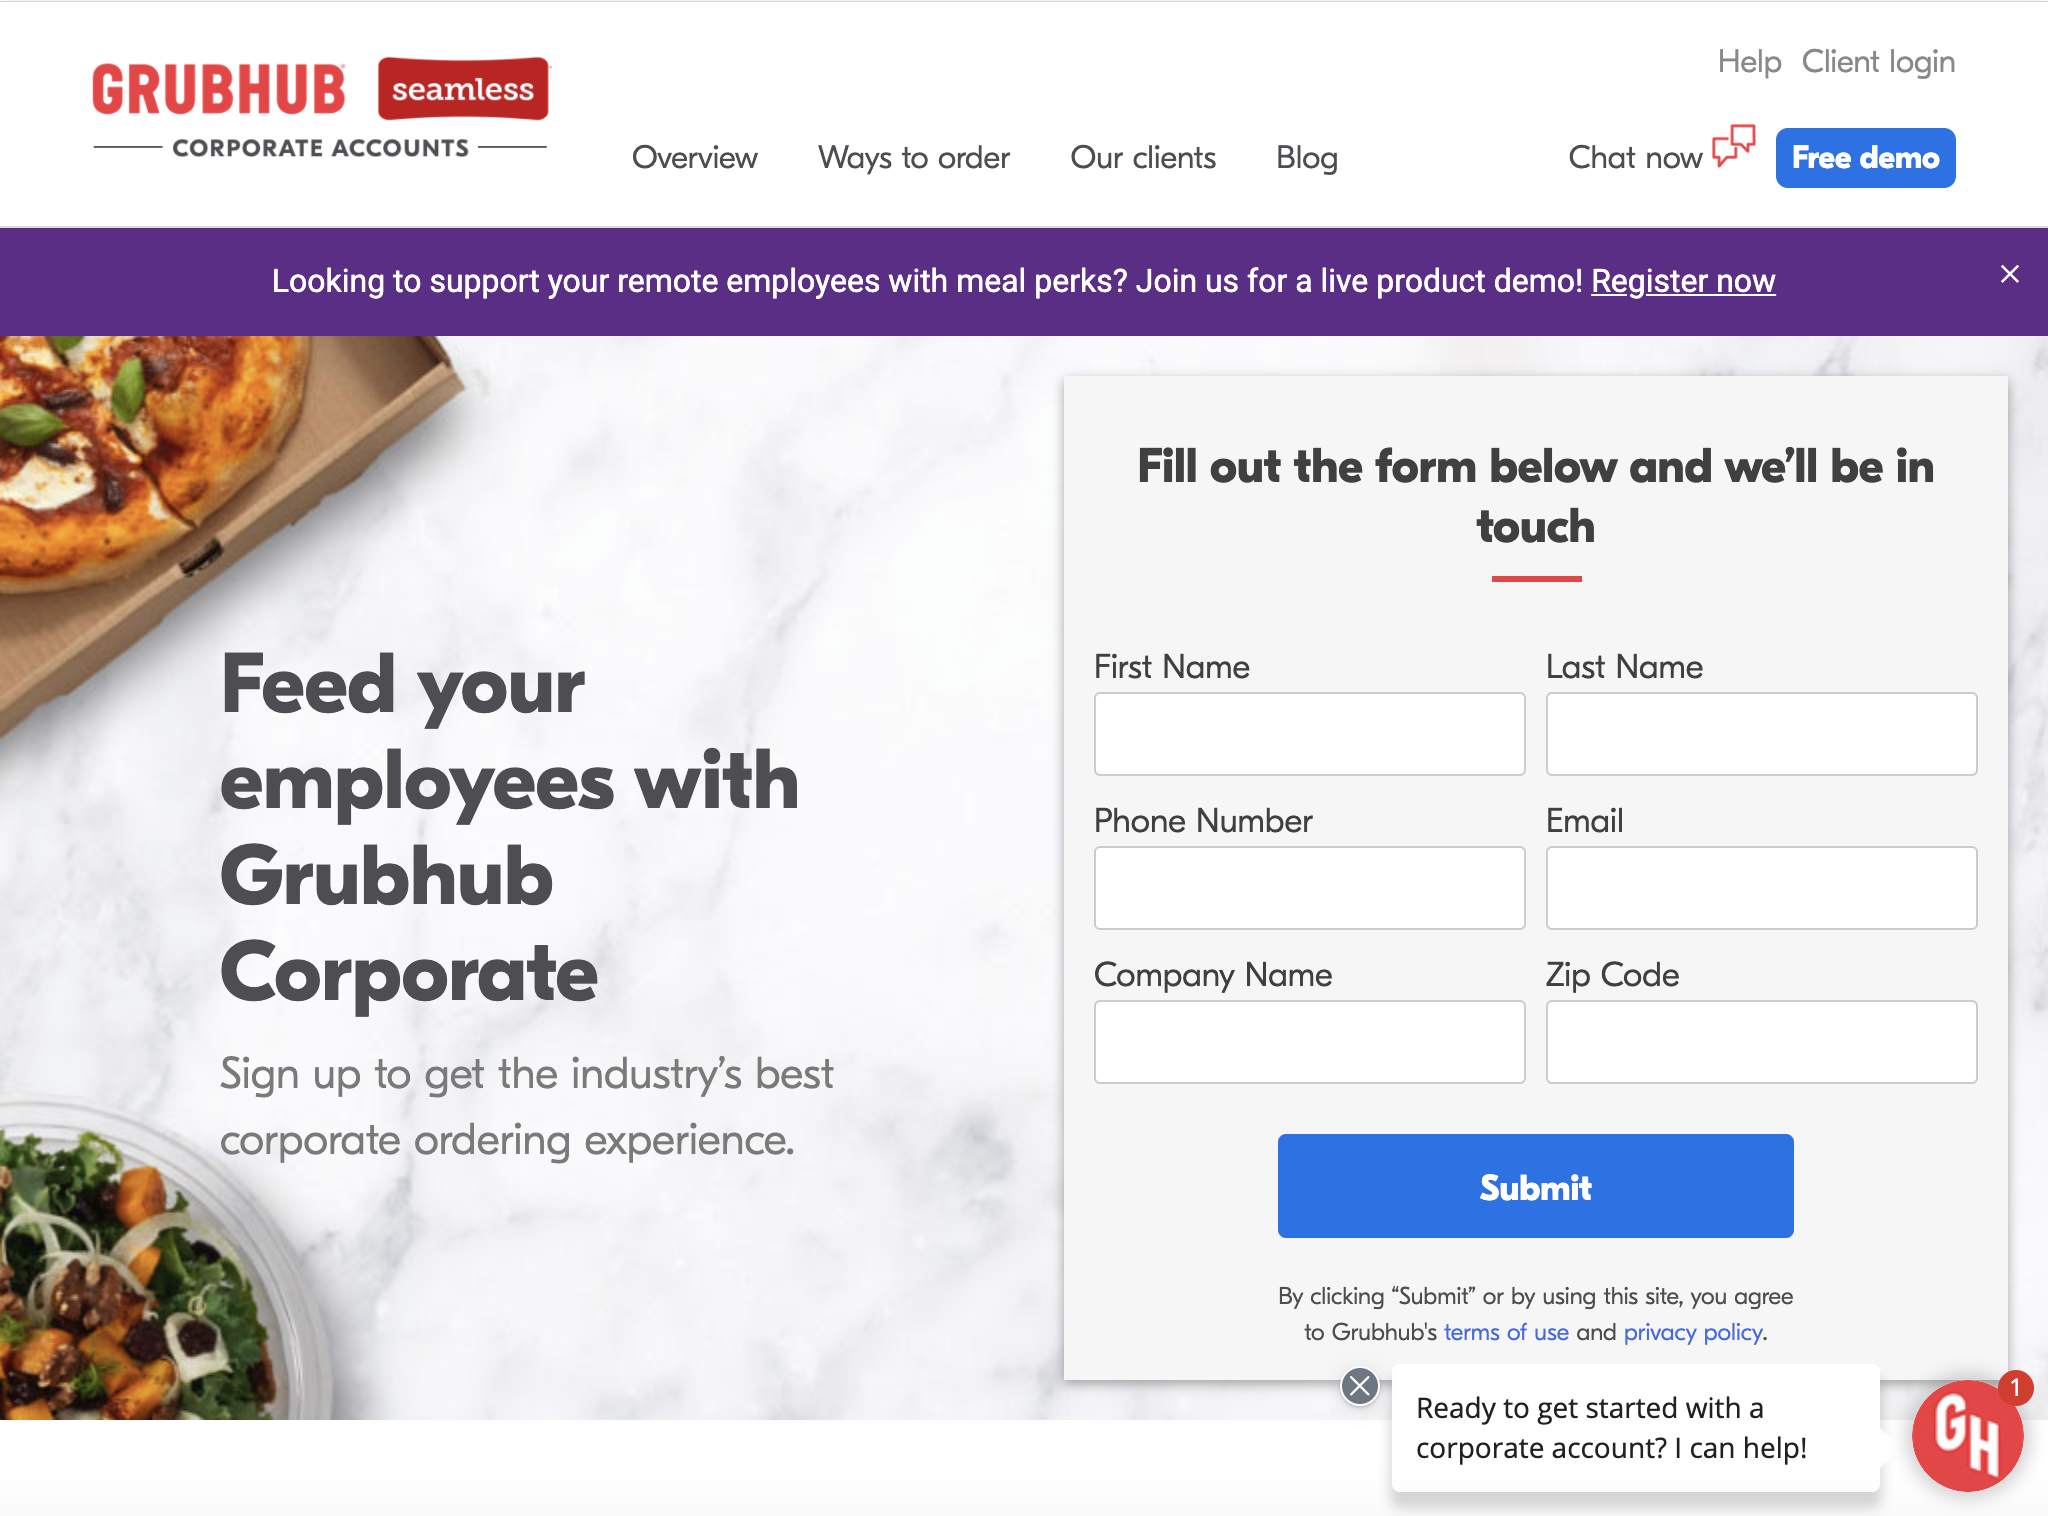 Help Client login
GRUBHUB seamless
CORPORATE ACCOUNTS
Overview Ways to order Our clients Blog Chat now Free demo
Looking to support your remote employees with meal perks? Join us for a live product demo! Register now
Fill out the form below and we’ll be in
touch
Feed your
employees with
Grubhub
Corporate
Sign up to get the industry’s best
corporate ordering experience.
First Name Last Name
Phone Number Email
Company Name Zip Code
Submit
By clicking “Submit” or by using this site, you agree
to Grubhub's terms of use and privacy policy.
Ready to get started with a
corporate account? I can help!
GH
1